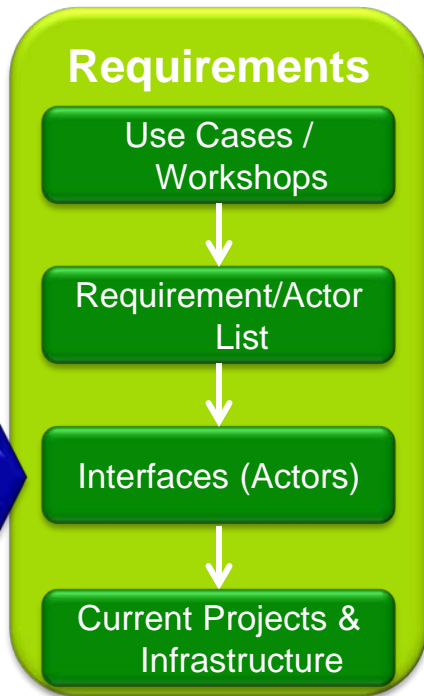 Requirements
Use Cases /
Workshops
Requirement/Actor
List
Interfaces (Actors)
Current Projects &
Infrastructure